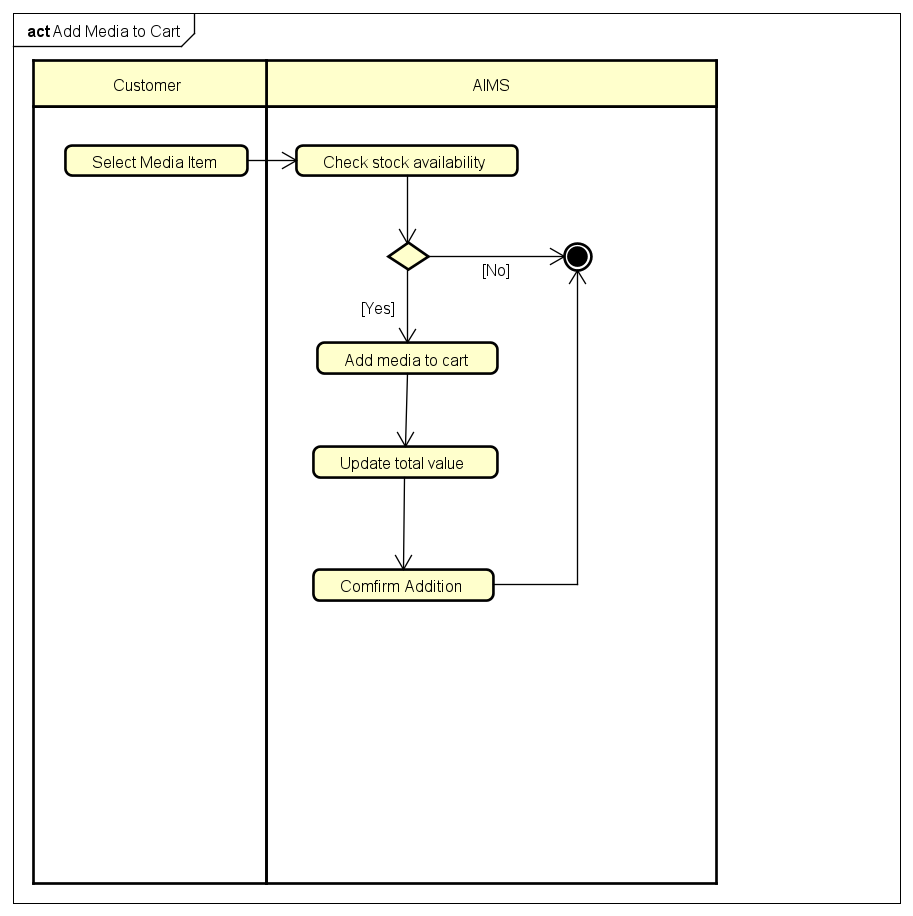 act Add Media to Cart
Customer
AIMS
Select Media Item
Check stock availability
[No]
[Yes]
Add media to cart
Update total value
Comfirm Addition